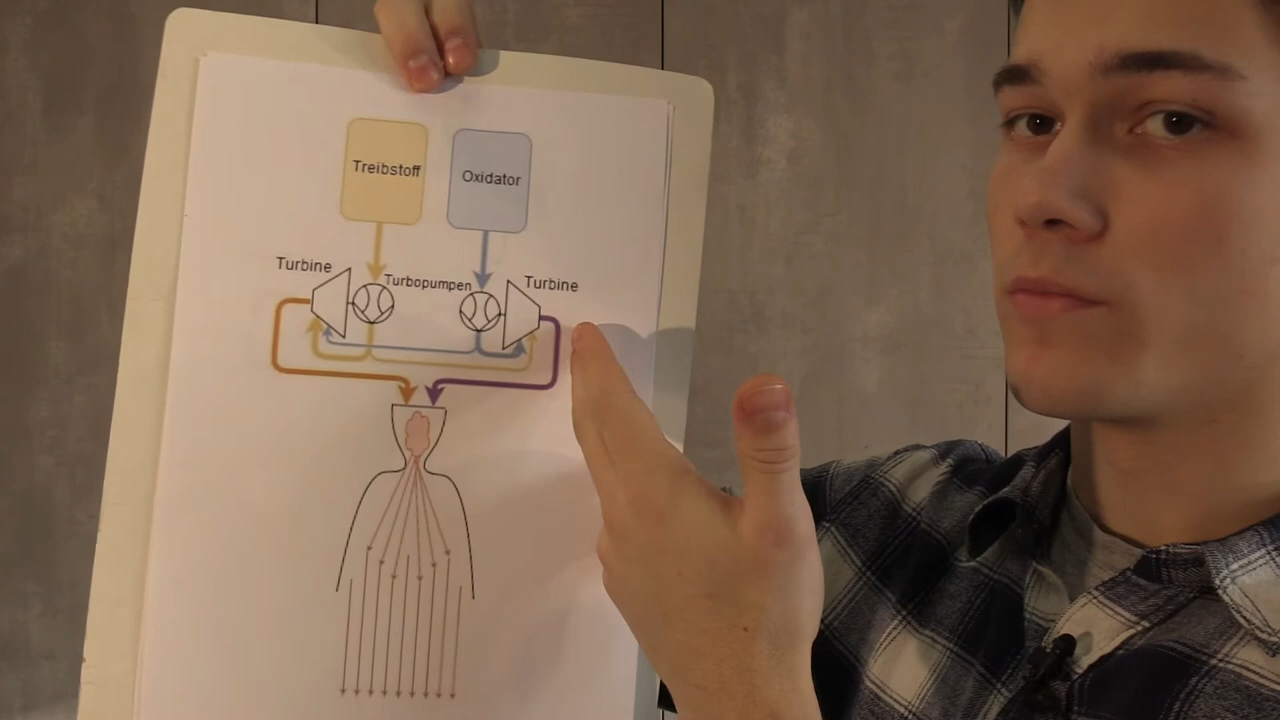 Treibstoff
Oxidator
Turbine
Turbopumpen
Turbine